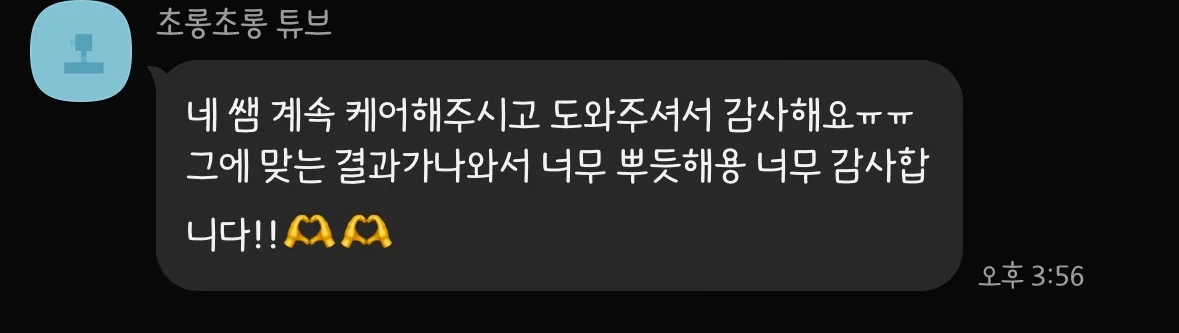 초롱초롱 튜브
네 쌤 계속 케어해주시고 도와주셔서 감사해요ㅠㅠ
그에 맞는 결과가나와서 너무 뿌듯해용 너무 감사합
니다!!🫶🫶
오후 3:56